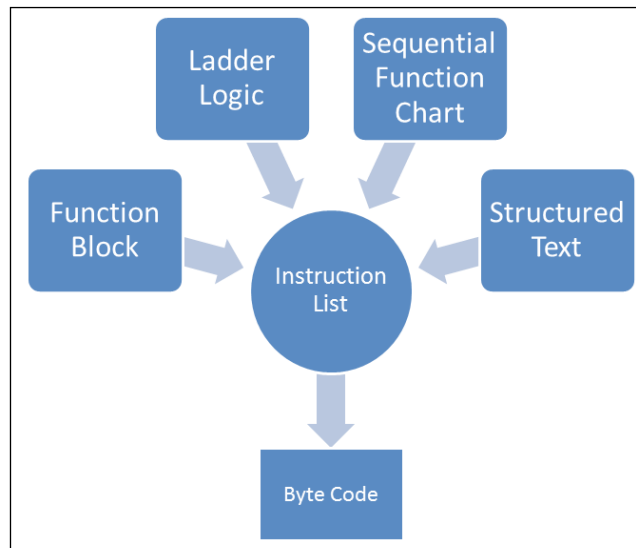 Ladder
Logic
Sequential
Function
Chart
Function
Block
Structured
Text
Instruction
List
Byte Code